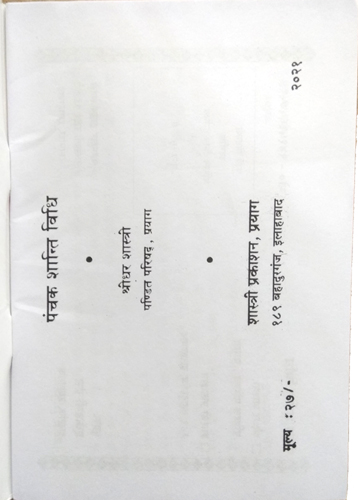 पंचक शान्ति विधि
श्रीधर शास्त्री
पण्डित परिषद्, प्रयाग
शास्त्री प्रकाशन, प्रयाग
१८९ बहादुरगंज, इलाहाबाद
मूल्य : २७/-
२०२१